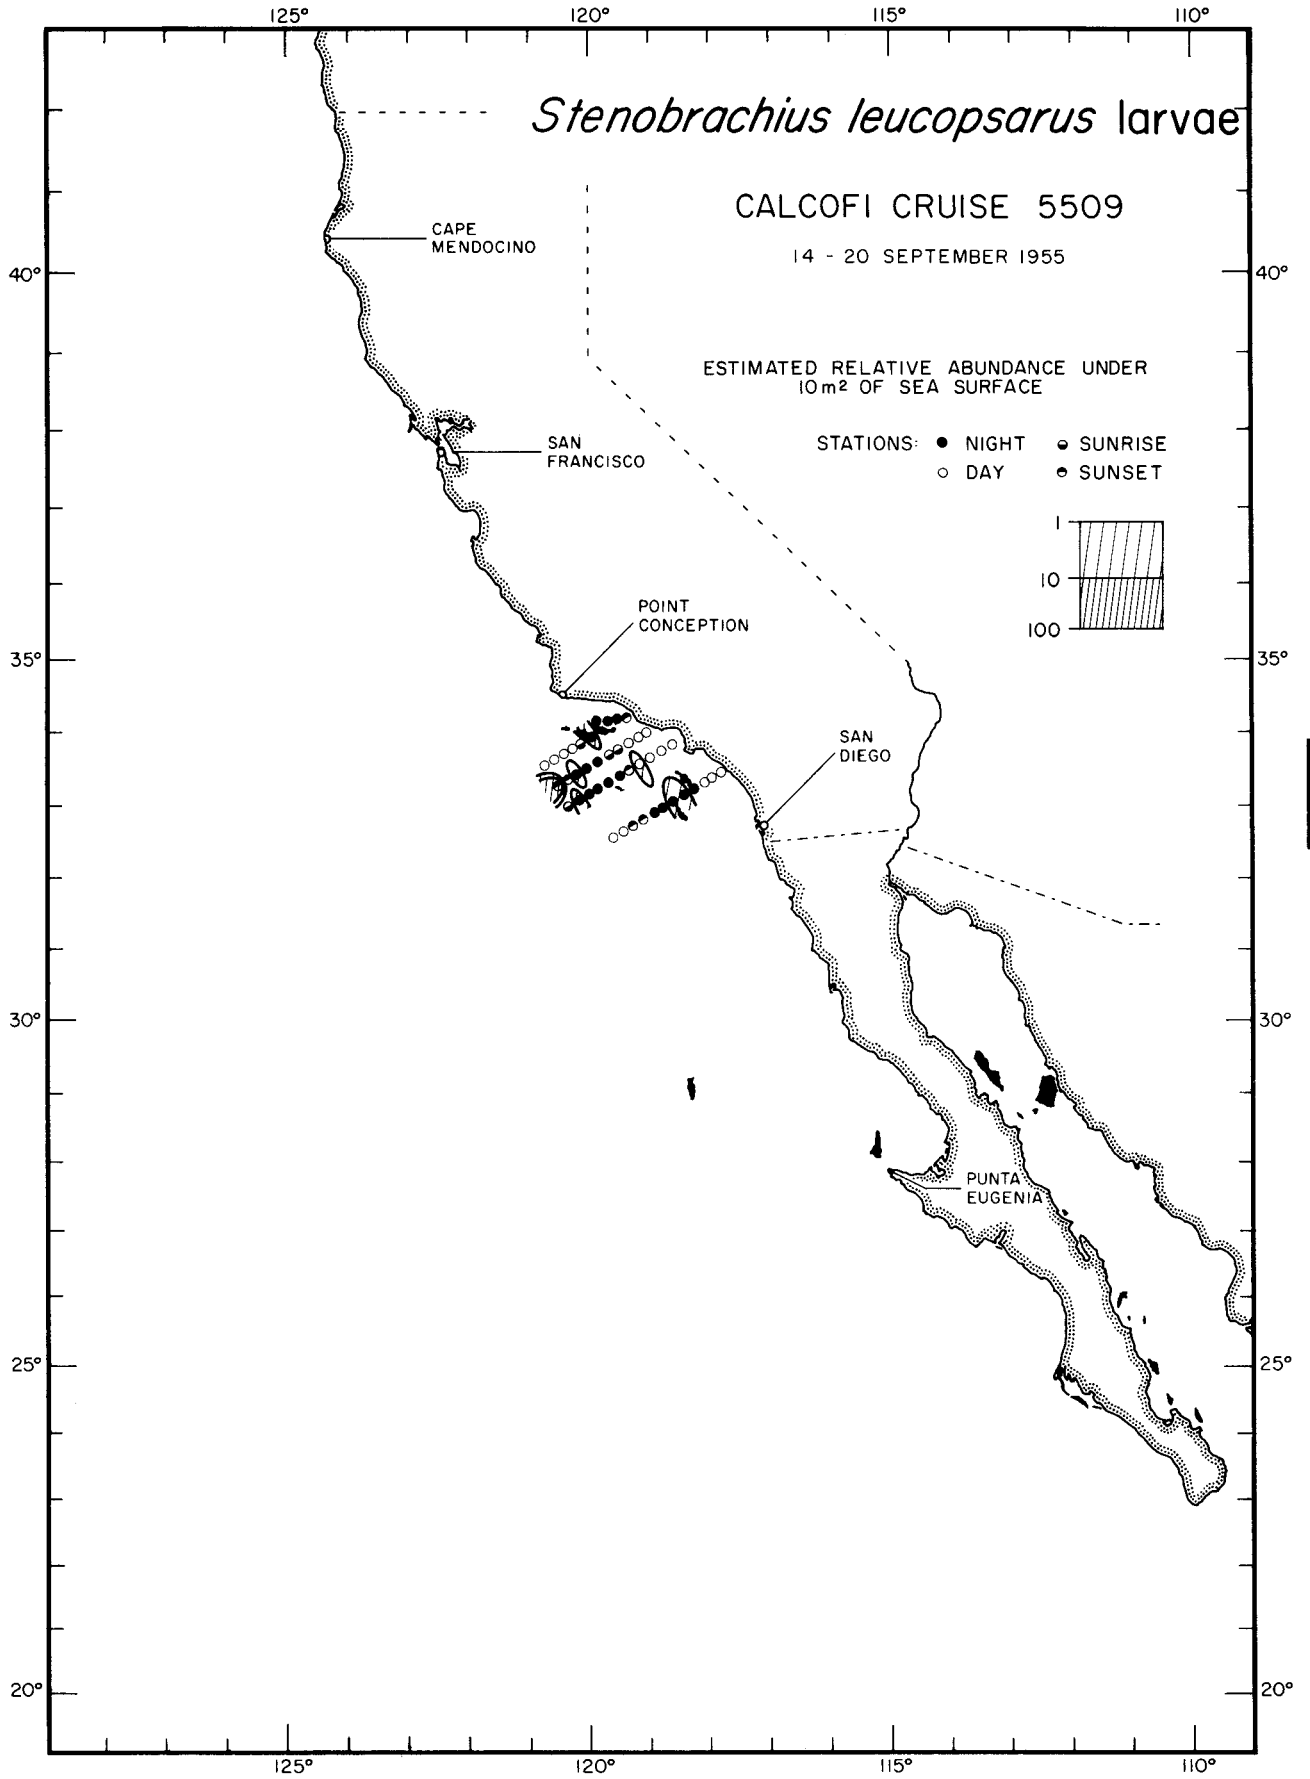 125° 120° 115° 110°
Stenobrachius leucopsarus larvae
CALCOFI CRUISE 5509
CAPE
MENDOCINO
14 - 20 SEPTEMBER 1955
40° 40°
ESTIMATED RELATIVE ABUNDANCE UNDER
10m² OF SEA SURFACE
STATIONS: ● NIGHT ◒ SUNRISE
○ DAY ◓ SUNSET
SAN
FRANCISCO
1
10
100
POINT
CONCEPTION
35° 35°
SAN
DIEGO
30° 30°
PUNTA
EUGENIA
25° 25°
20° 20°
125° 120° 115° 110°